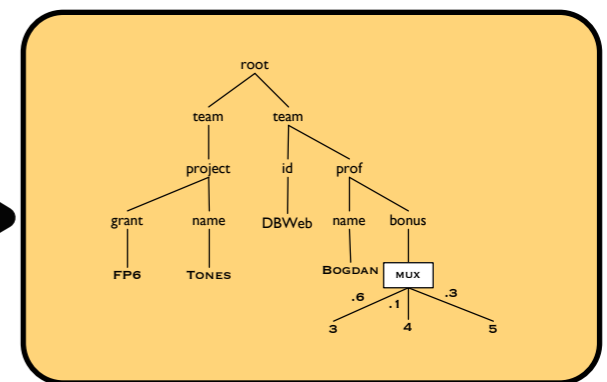 root
team team
project id prof
grant name DBWeb name bonus
FP6 TONES BOGDAN MUX
.6 .1 .3
3 4 5